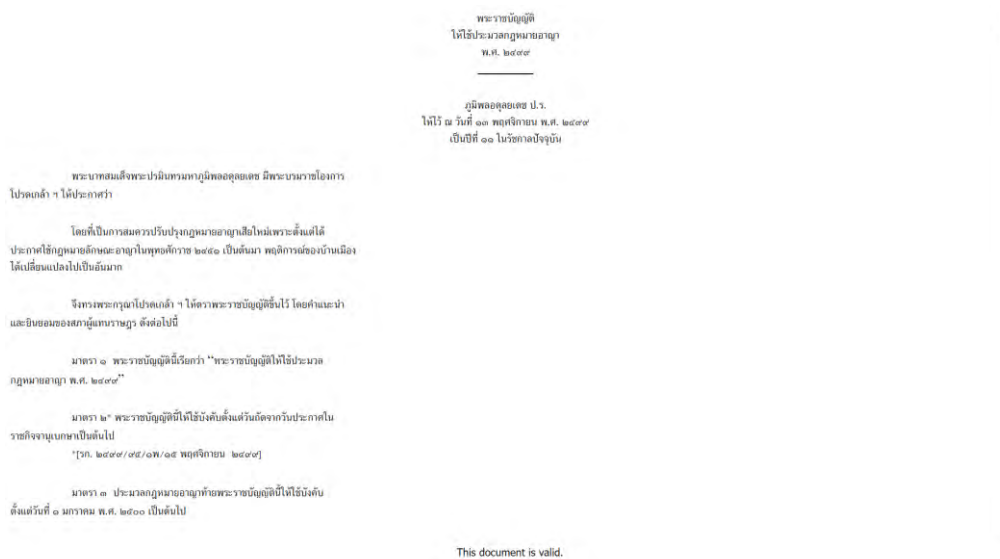 พระราชบัญญัติ
ให้ใช้ประมวลกฎหมายอาญา
พ.ศ. ๒๔๙๙
ภูมิพลอดุลยเดช ป.ร.
ให้ไว้ ณ วันที่ ๑๓ พฤศจิกายน พ.ศ. ๒๔๙๙
เป็นปีที่ ๑๑ ในรัชกาลปัจจุบัน
พระบาทสมเด็จพระปรมินทรมหาภูมิพลอดุลยเดช มีพระบรมราชโองการ
โปรดเกล้า ฯ ให้ประกาศว่า
โดยที่เป็นการสมควรปรับปรุงกฎหมายอาญาเสียใหม่เพราะตั้งแต่ได้
ประกาศใช้กฎหมายลักษณะอาญาในพุทธศักราช ๒๔๕๑ เป็นต้นมา พฤติการณ์ของบ้านเมือง
ได้เปลี่ยนแปลงไปเป็นอันมาก
จึงทรงพระกรุณาโปรดเกล้า ฯ ให้ตราพระราชบัญญัติขึ้นไว้ โดยคำแนะนำ
และยินยอมของสภาผู้แทนราษฎร ดังต่อไปนี้
มาตรา ๑ พระราชบัญญัตินี้เรียกว่า “พระราชบัญญัติให้ใช้ประมวล
กฎหมายอาญา พ.ศ. ๒๔๙๙”
มาตรา ๒* พระราชบัญญัตินี้ให้ใช้บังคับตั้งแต่วันถัดจากวันประกาศใน
ราชกิจจานุเบกษาเป็นต้นไป
*[รก. ๒๔๙๙/๙๕/๑พ/๑๕ พฤศจิกายน ๒๔๙๙]
มาตรา ๓ ประมวลกฎหมายอาญาท้ายพระราชบัญญัตินี้ให้ใช้บังคับ
ตั้งแต่วันที่ ๑ มกราคม พ.ศ. ๒๕๐๐ เป็นต้นไป
This document is valid.